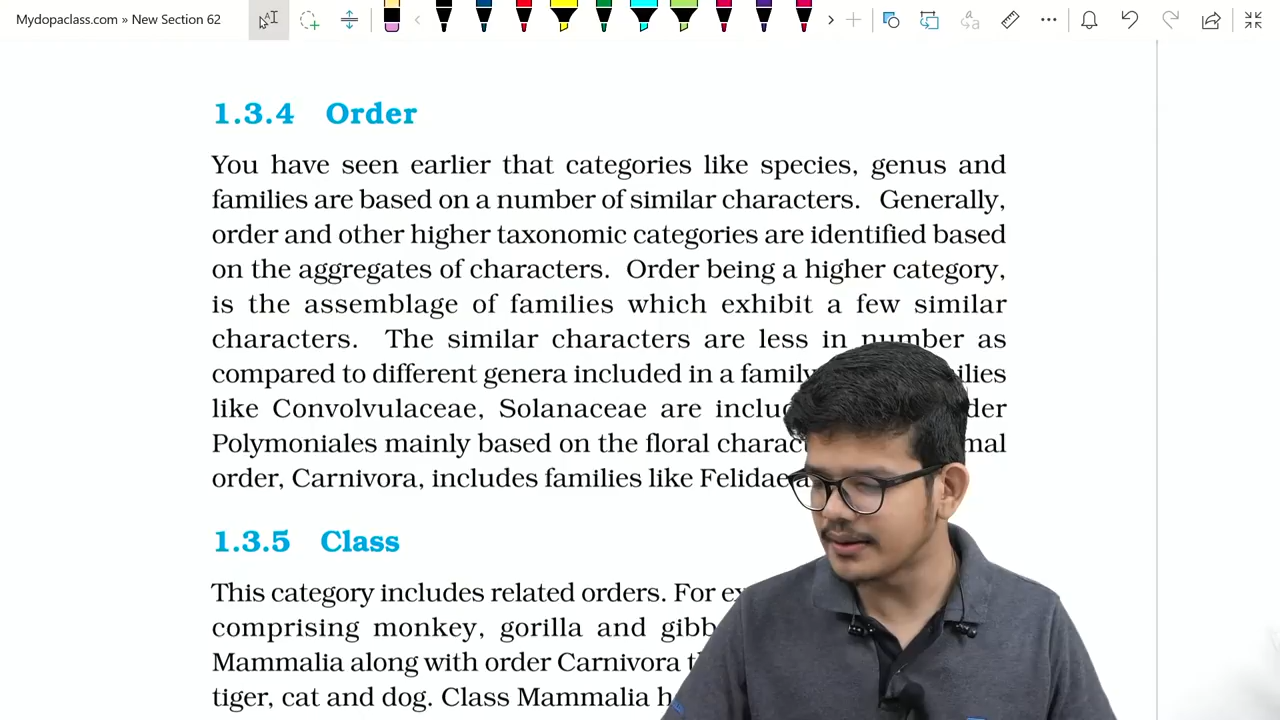 Mydopaclass.com » New Section 62
1.3.4 Order
You have seen earlier that categories like species, genus and
families are based on a number of similar characters. Generally,
order and other higher taxonomic categories are identified based
on the aggregates of characters. Order being a higher category,
is the assemblage of families which exhibit a few similar
characters. The similar characters are less in number as
compared to different genera included in a family
like Convolvulaceae, Solanaceae are
Polymoniales mainly based on the floral
order, Carnivora, includes families like Felidae
1.3.5 Class
This category includes related orders. For
comprising monkey, gorilla and
Mammalia along with order Carnivora
tiger, cat and dog. Class Mammalia